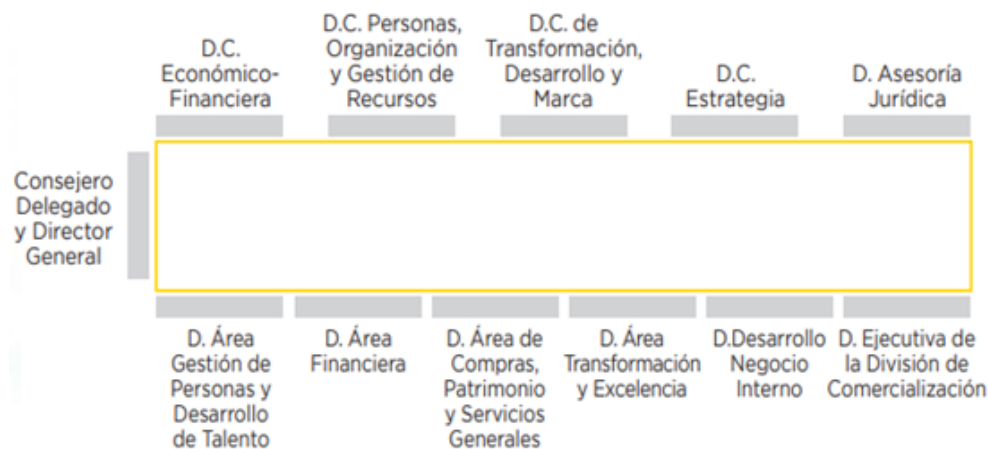 D.C.
Económico-
Financiera
D.C. Personas,
Organización
y Gestión de
Recursos
D.C. de
Transformación,
Desarrollo y
Marca
D.C.
Estrategia
D. Asesoría
Jurídica
Consejero
Delegado
y Director
General
D. Área
Gestión de
Personas y
Desarrollo
de Talento
D. Área
Financiera
D. Área de
Compras,
Patrimonio
y Servicios
Generales
D. Área
Transformación
y Excelencia
D.Desarrollo
Negocio
Interno
D. Ejecutiva de
la División de
Comercialización